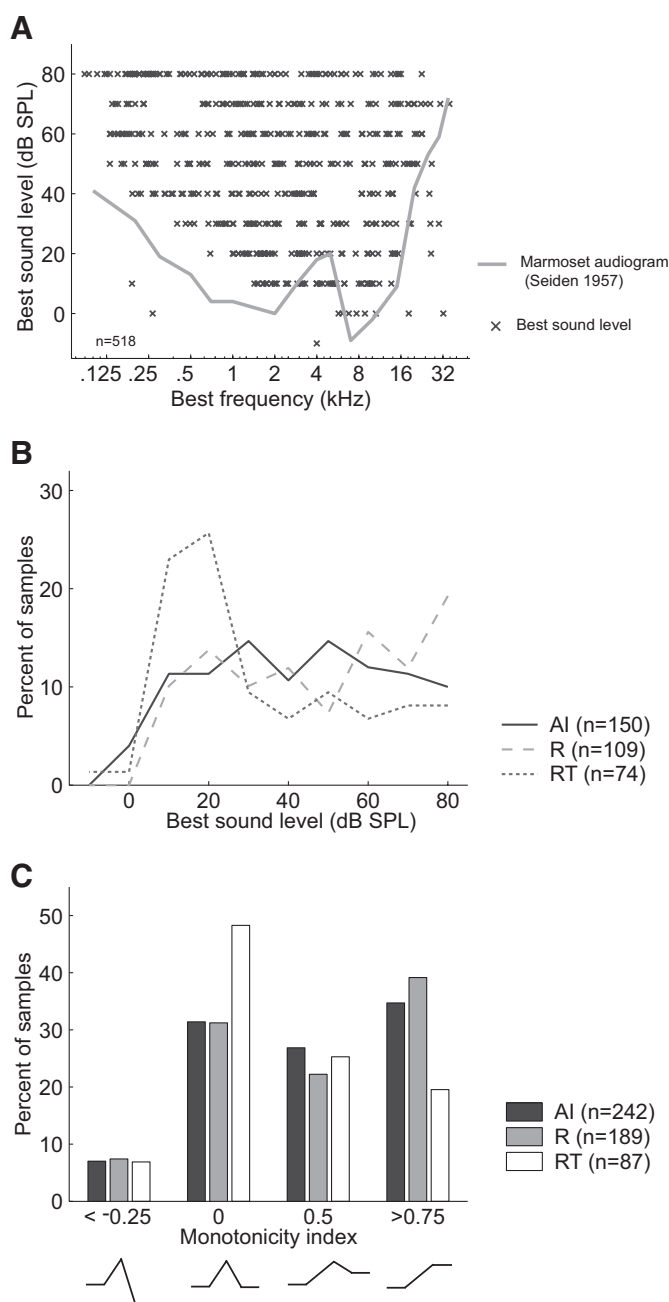 A
80
60
40
20
0
Best sound level (dB SPL)
n=518
.125 .25 .5 1 2 4 8 16 32
Best frequency (kHz)
Marmoset audiogram
(Seiden 1957)
Best sound level
B
30
20
10
0
Percent of samples
0 20 40 60 80
Best sound level (dB SPL)
AI (n=150)
R (n=109)
RT (n=74)
C
50
40
30
20
10
0
Percent of samples
< -0.25 0 0.5 >0.75
Monotonicity index
AI (n=242)
R (n=189)
RT (n=87)